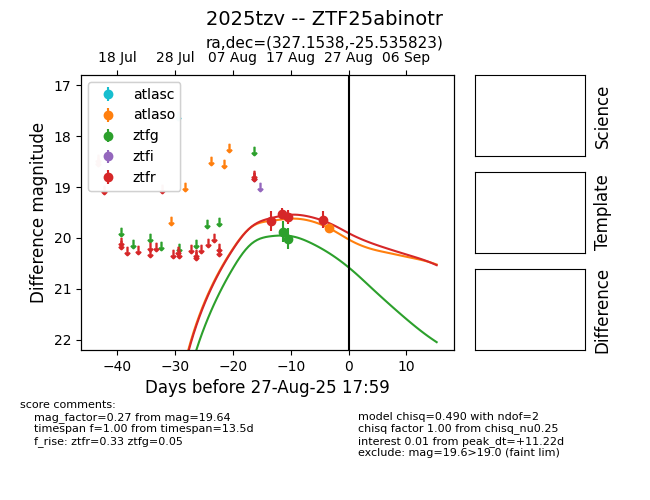 2025tzv -- ZTF25abinotr
ra,dec=(327.1538,-25.535823)
18 Jul 28 Jul 07 Aug 17 Aug 27 Aug 06 Sep
17
18
19
20
21
22
Difference magnitude
atlasc
atlaso
ztfg
ztfi
ztfr
−40 −30 −20 −10 0 10
Days before 27-Aug-25 17:59
Science
Template
Difference
score comments:
mag_factor=0.27 from mag=19.64
timespan f=1.00 from timespan=13.5d
f_rise: ztfr=0.33 ztfg=0.05
model chisq=0.490 with ndof=2
chisq factor 1.00 from chisq_nu0.25
interest 0.01 from peak_dt=+11.22d
exclude: mag=19.6>19.0 (faint lim)